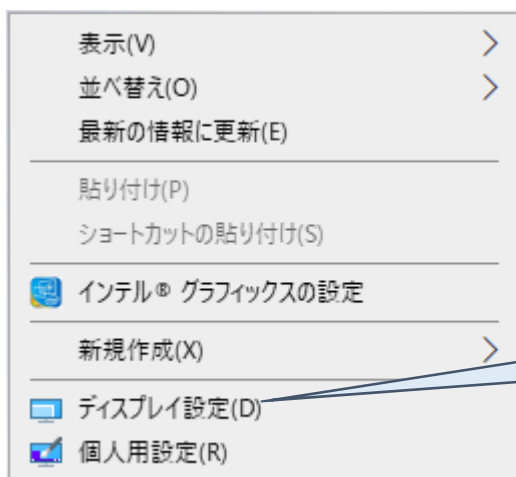 表示(V)
並べ替え(O)
最新の情報に更新(E)
貼り付け(P)
ショートカットの貼り付け(S)
インテル® グラフィックスの設定
新規作成(X)
ディスプレイ設定(D)
個人用設定(R)